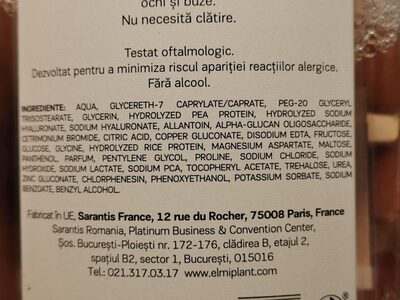 ochi și buze.
Nu necesită clătire.
Testat oftalmologic.
Dezvoltat pentru a minimiza riscul apariției reacțiilor alergice.
Fără alcool.
INGREDIENTE: AQUA, GLYCERETH-7 CAPRYLATE/CAPRATE, PEG-20 GLYCERYL
TRIISOSTEARATE, GLYCERIN, HYDROLYZED PEA PROTEIN, HYDROLYZED SODIUM
HYALURONATE, SODIUM HYALURONATE, ALLANTOIN, ALPHA-GLUCAN OLIGOSACCHARIDE,
CETRIMONIUM BROMIDE, CITRIC ACID, COPPER GLUCONATE, DISODIUM EDTA, FRUCTOSE,
GLUCOSE, GLYCINE, HYDROLYZED RICE PROTEIN, MAGNESIUM ASPARTATE, MALTOSE,
PANTHENOL, PARFUM, PENTYLENE GLYCOL, PROLINE, SODIUM CHLORIDE, SODIUM
HYDROXIDE, SODIUM LACTATE, SODIUM PCA, TOCOPHERYL ACETATE, TREHALOSE, UREA,
ZINC GLUCONATE, CHLORPHENESIN, PHENOXYETHANOL, POTASSIUM SORBATE, SODIUM
BENZOATE, BENZYL ALCOHOL.
Fabricat în UE, Sarantis France, 12 rue du Rocher, 75008 Paris, France
Sarantis Romania, Platinum Business & Convention Center,
Șos. București-Ploiești nr. 172-176, clădirea B, etajul 2,
spațiul B2, sector 1, București, 015016
Tel.: 021.317.03.17 www.elmiplant.com